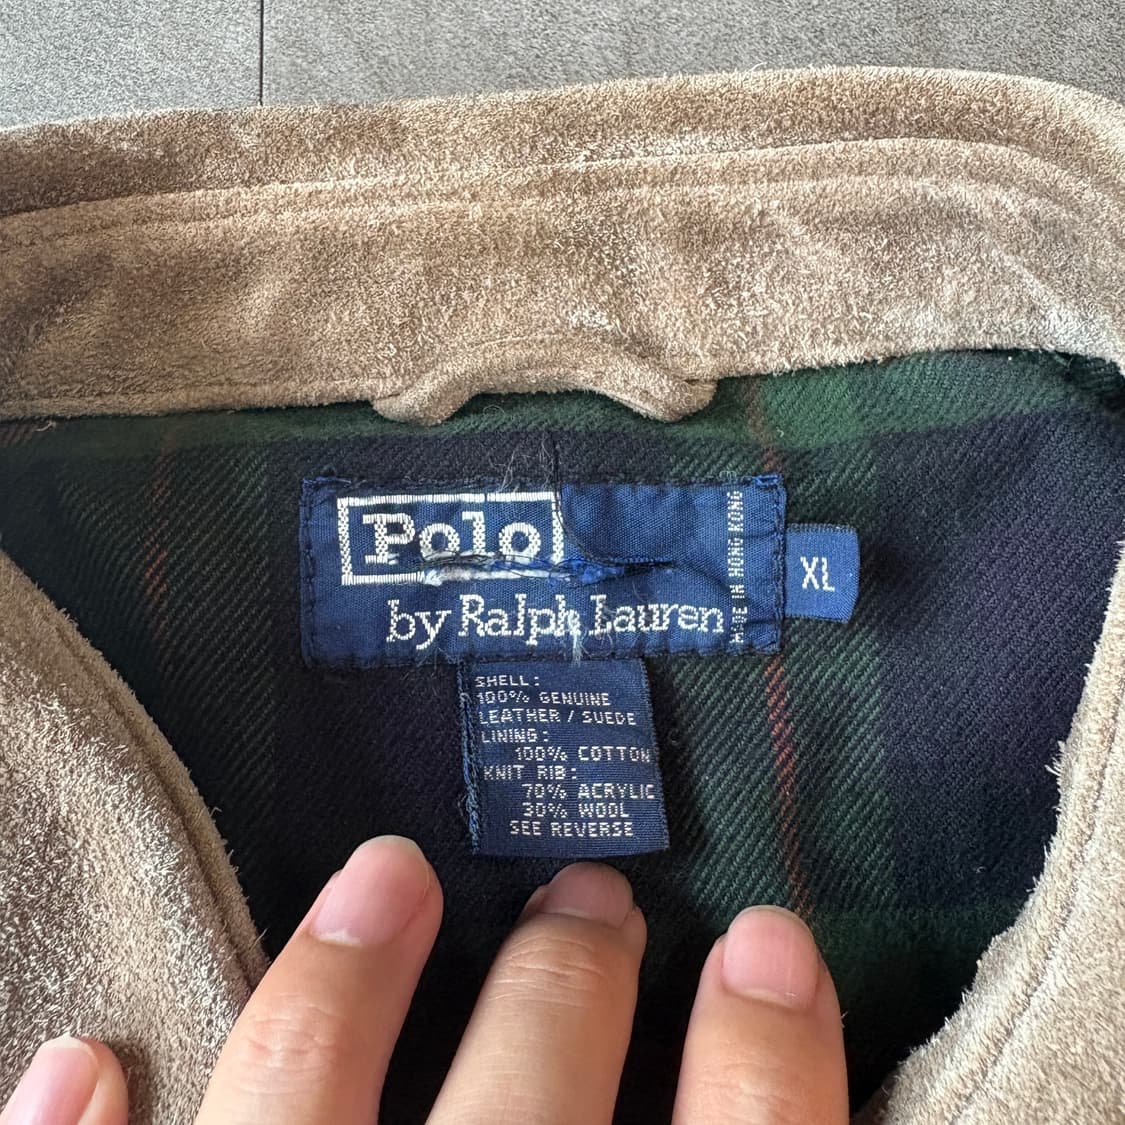 Polo
by Ralph Lauren
MADE IN HONG KONG
XL
SHELL:
100% GENUINE
LEATHER / SUEDE
LINING:
100% COTTON
KNIT RIB:
70% ACRYLIC
30% WOOL
SEE REVERSE